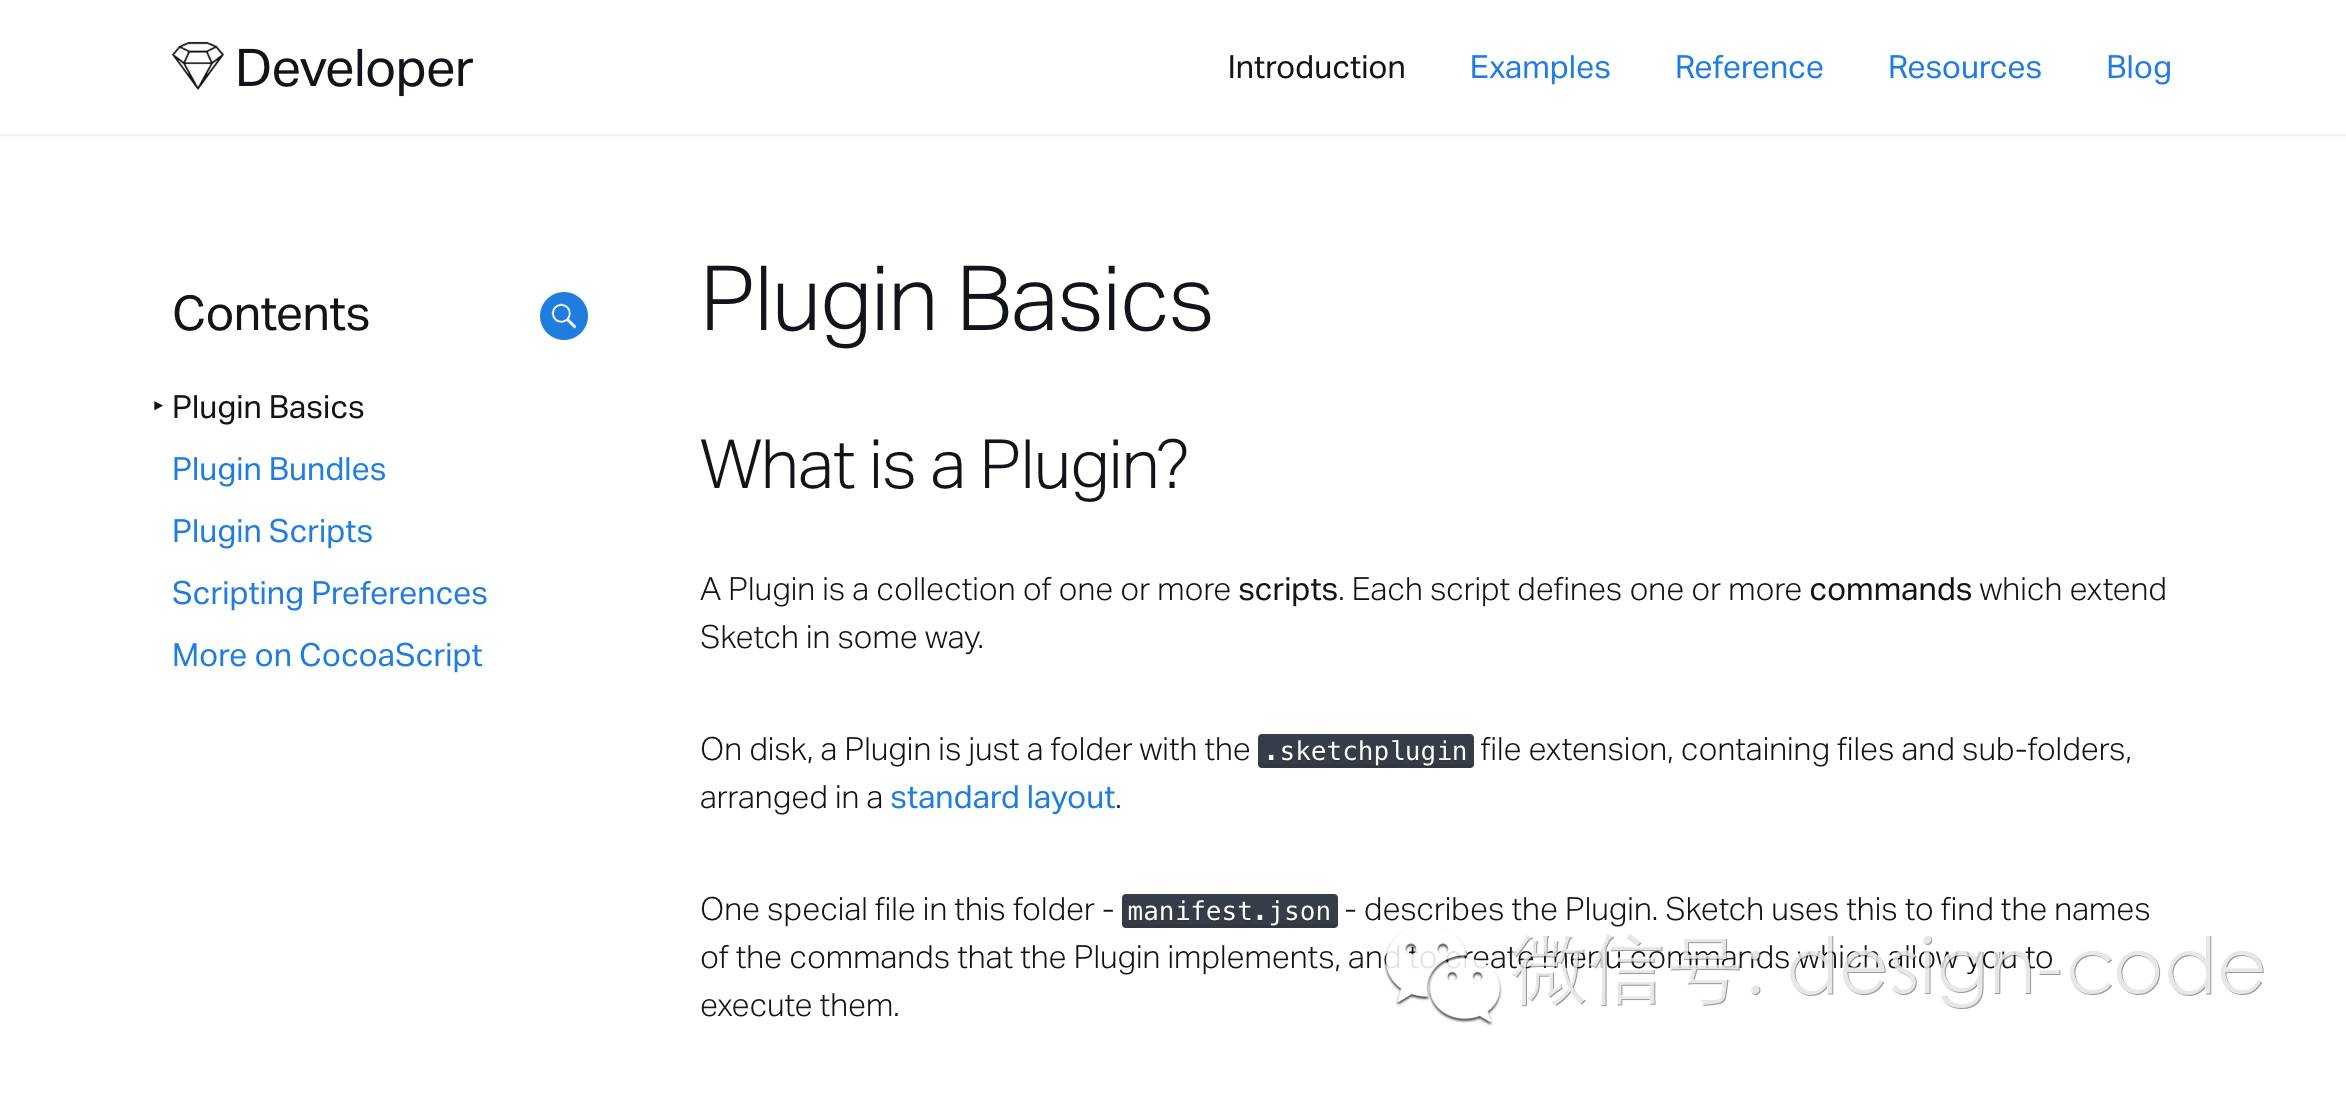 Developer
Introduction
Examples
Reference
Resources
Blog
Contents
Plugin Basics
Plugin Bundles
Plugin Scripts
Scripting Preferences
More on CocoaScript
Plugin Basics
What is a Plugin?
A Plugin is a collection of one or more scripts. Each script defines one or more commands which extend
Sketch in some way.
On disk, a Plugin is just a folder with the .sketchplugin file extension, containing files and sub-folders,
arranged in a standard layout.
One special file in this folder - manifest.json - describes the Plugin. Sketch uses this to find the names
of the commands that the Plugin implements, and to create menu commands which allow you to
execute them.
微信号: design-code